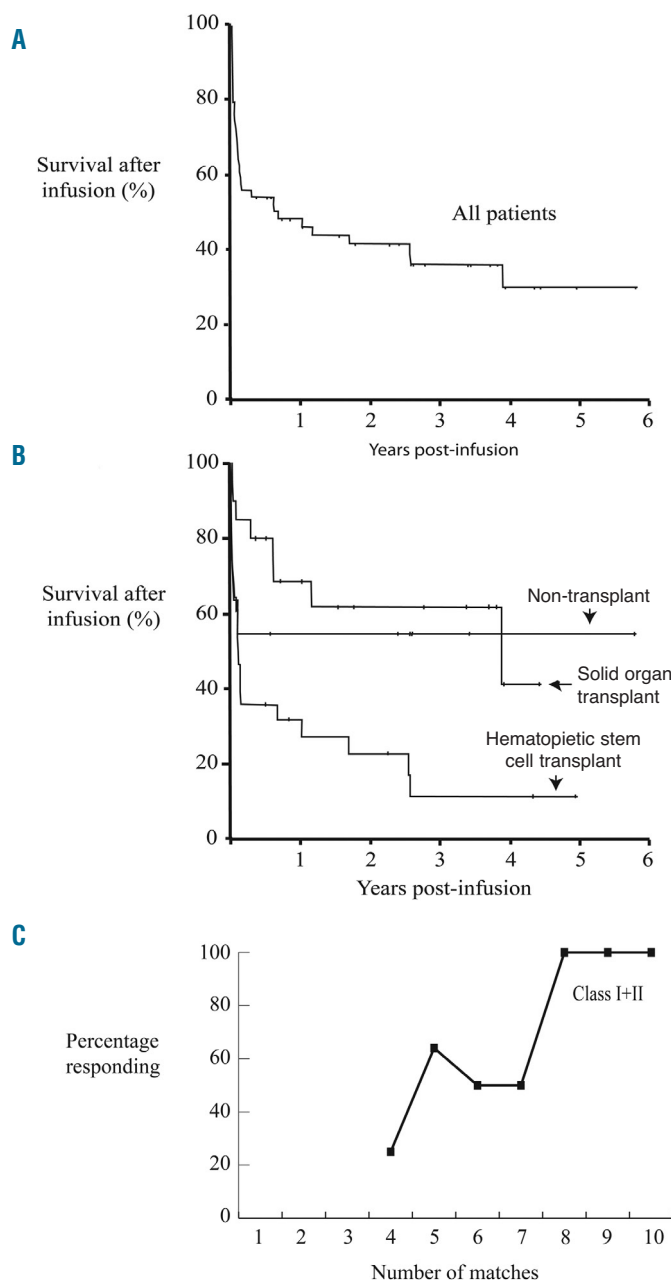 A
100
80
60
40
20
0
Survival after
infusion (%)
All patients
1 2 3 4 5 6
Years post-infusion
B
100
80
60
40
20
0
Survival after
infusion (%)
Non-transplant
Solid organ
transplant
Hematopietic stem
cell transplant
1 2 3 4 5 6
Years post-infusion
C
100
80
60
40
20
0
Percentage
responding
Class I+II
1 2 3 4 5 6 7 8 9 10
Number of matches